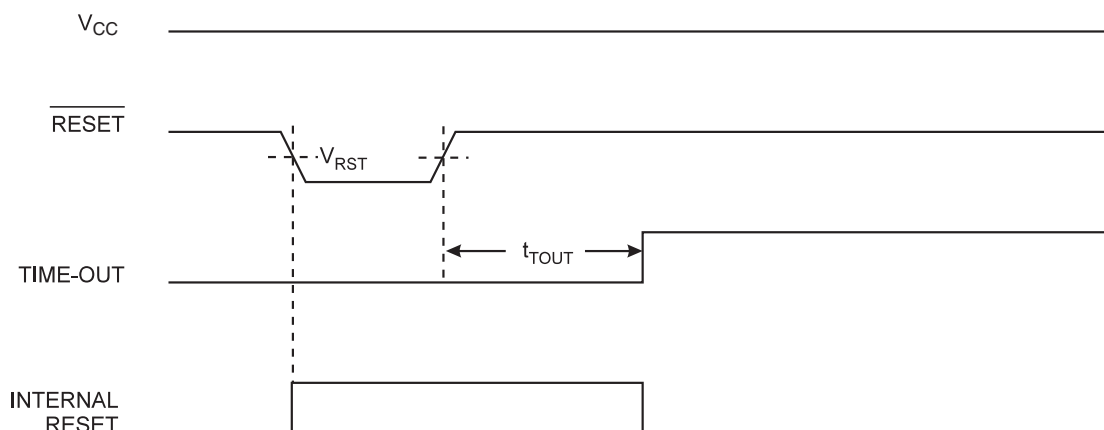 VCC
RESET
VRST
tTOUT
TIME-OUT
INTERNAL
RESET